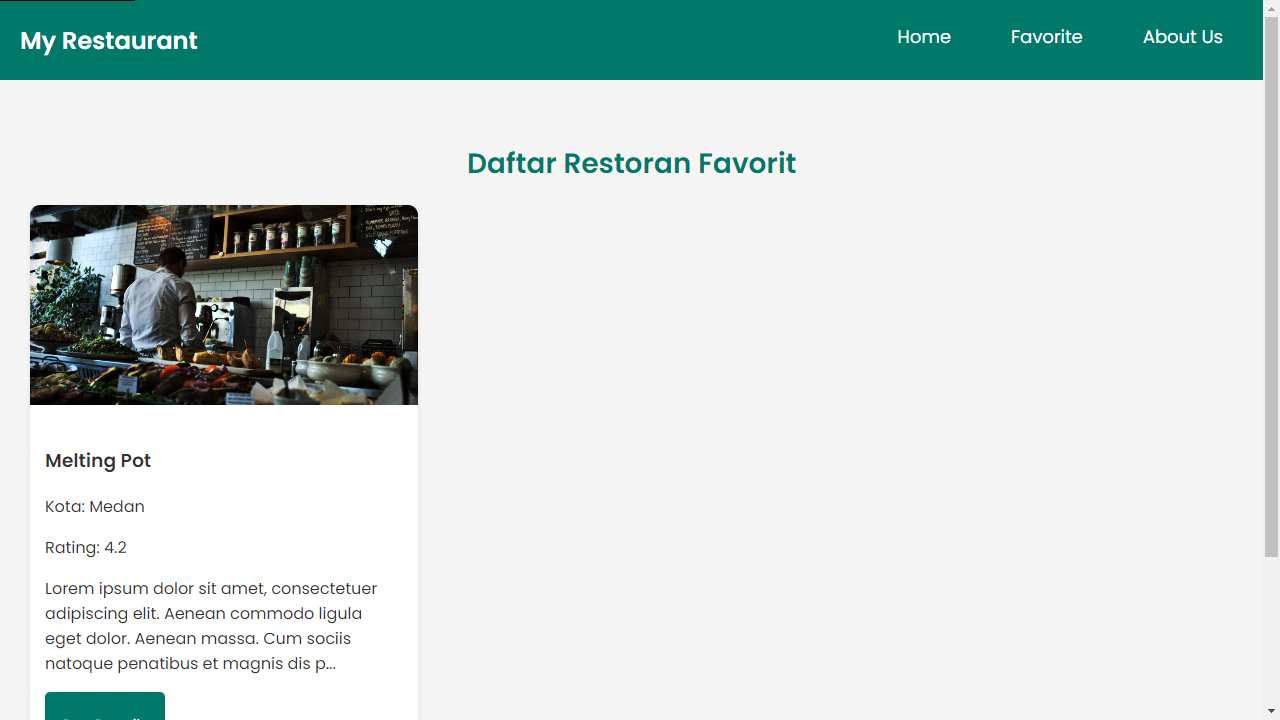 My Restaurant
Home
Favorite
About Us
Daftar Restoran Favorit
Melting Pot
Kota: Medan
Rating: 4.2
Lorem ipsum dolor sit amet, consectetuer
adipiscing elit. Aenean commodo ligula
eget dolor. Aenean massa. Cum sociis
natoque penatibus et magnis dis p...